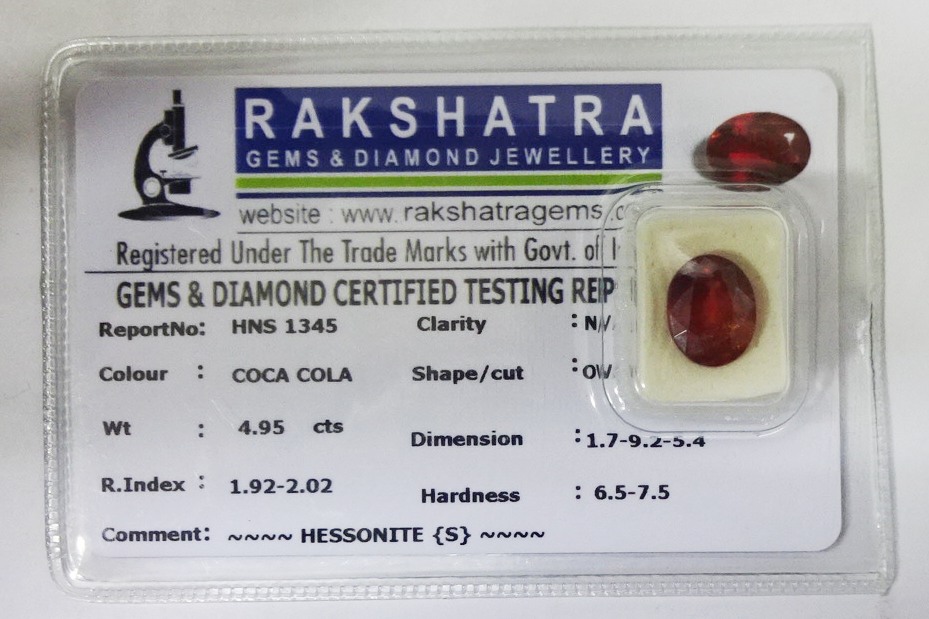 RAKSHATRA
GEMS & DIAMOND JEWELLERY
website : www.rakshatragems.
Registered Under The Trade Marks with Govt. of
GEMS & DIAMOND CERTIFIED TESTING REP
ReportNo: HNS 1345 Clarity : N/
Colour : COCA COLA Shape/cut :
Wt : 4.95 cts Dimension : 1.7-9.2-5.4
R.Index : 1.92-2.02 Hardness : 6.5-7.5
Comment: ~~~~ HESSONITE {S} ~~~~